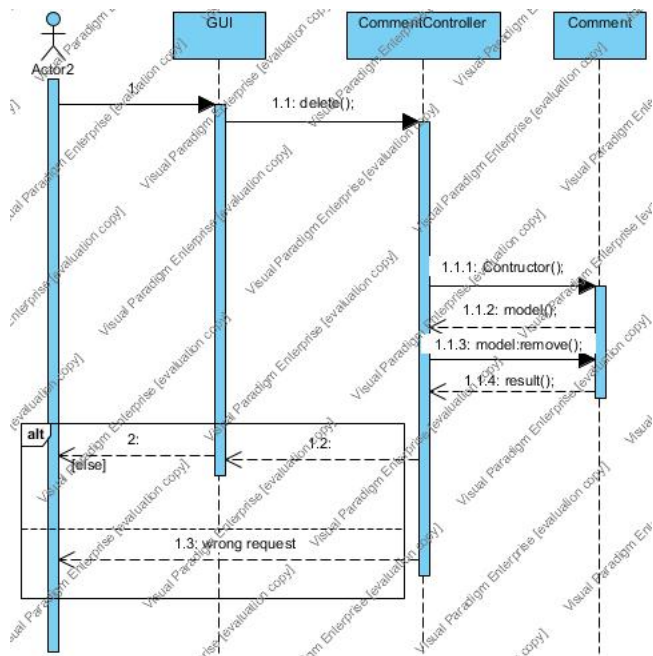 GUI
CommentController
Comment
Actor2
1:
1.1: delete();
1.1.1: Contructor();
1.1.2: model();
1.1.3: model:remove();
1.1.4: result();
alt
2:
1.2:
[else]
1.3: wrong request
Visual Paradigm Enterprise [evaluation copy]